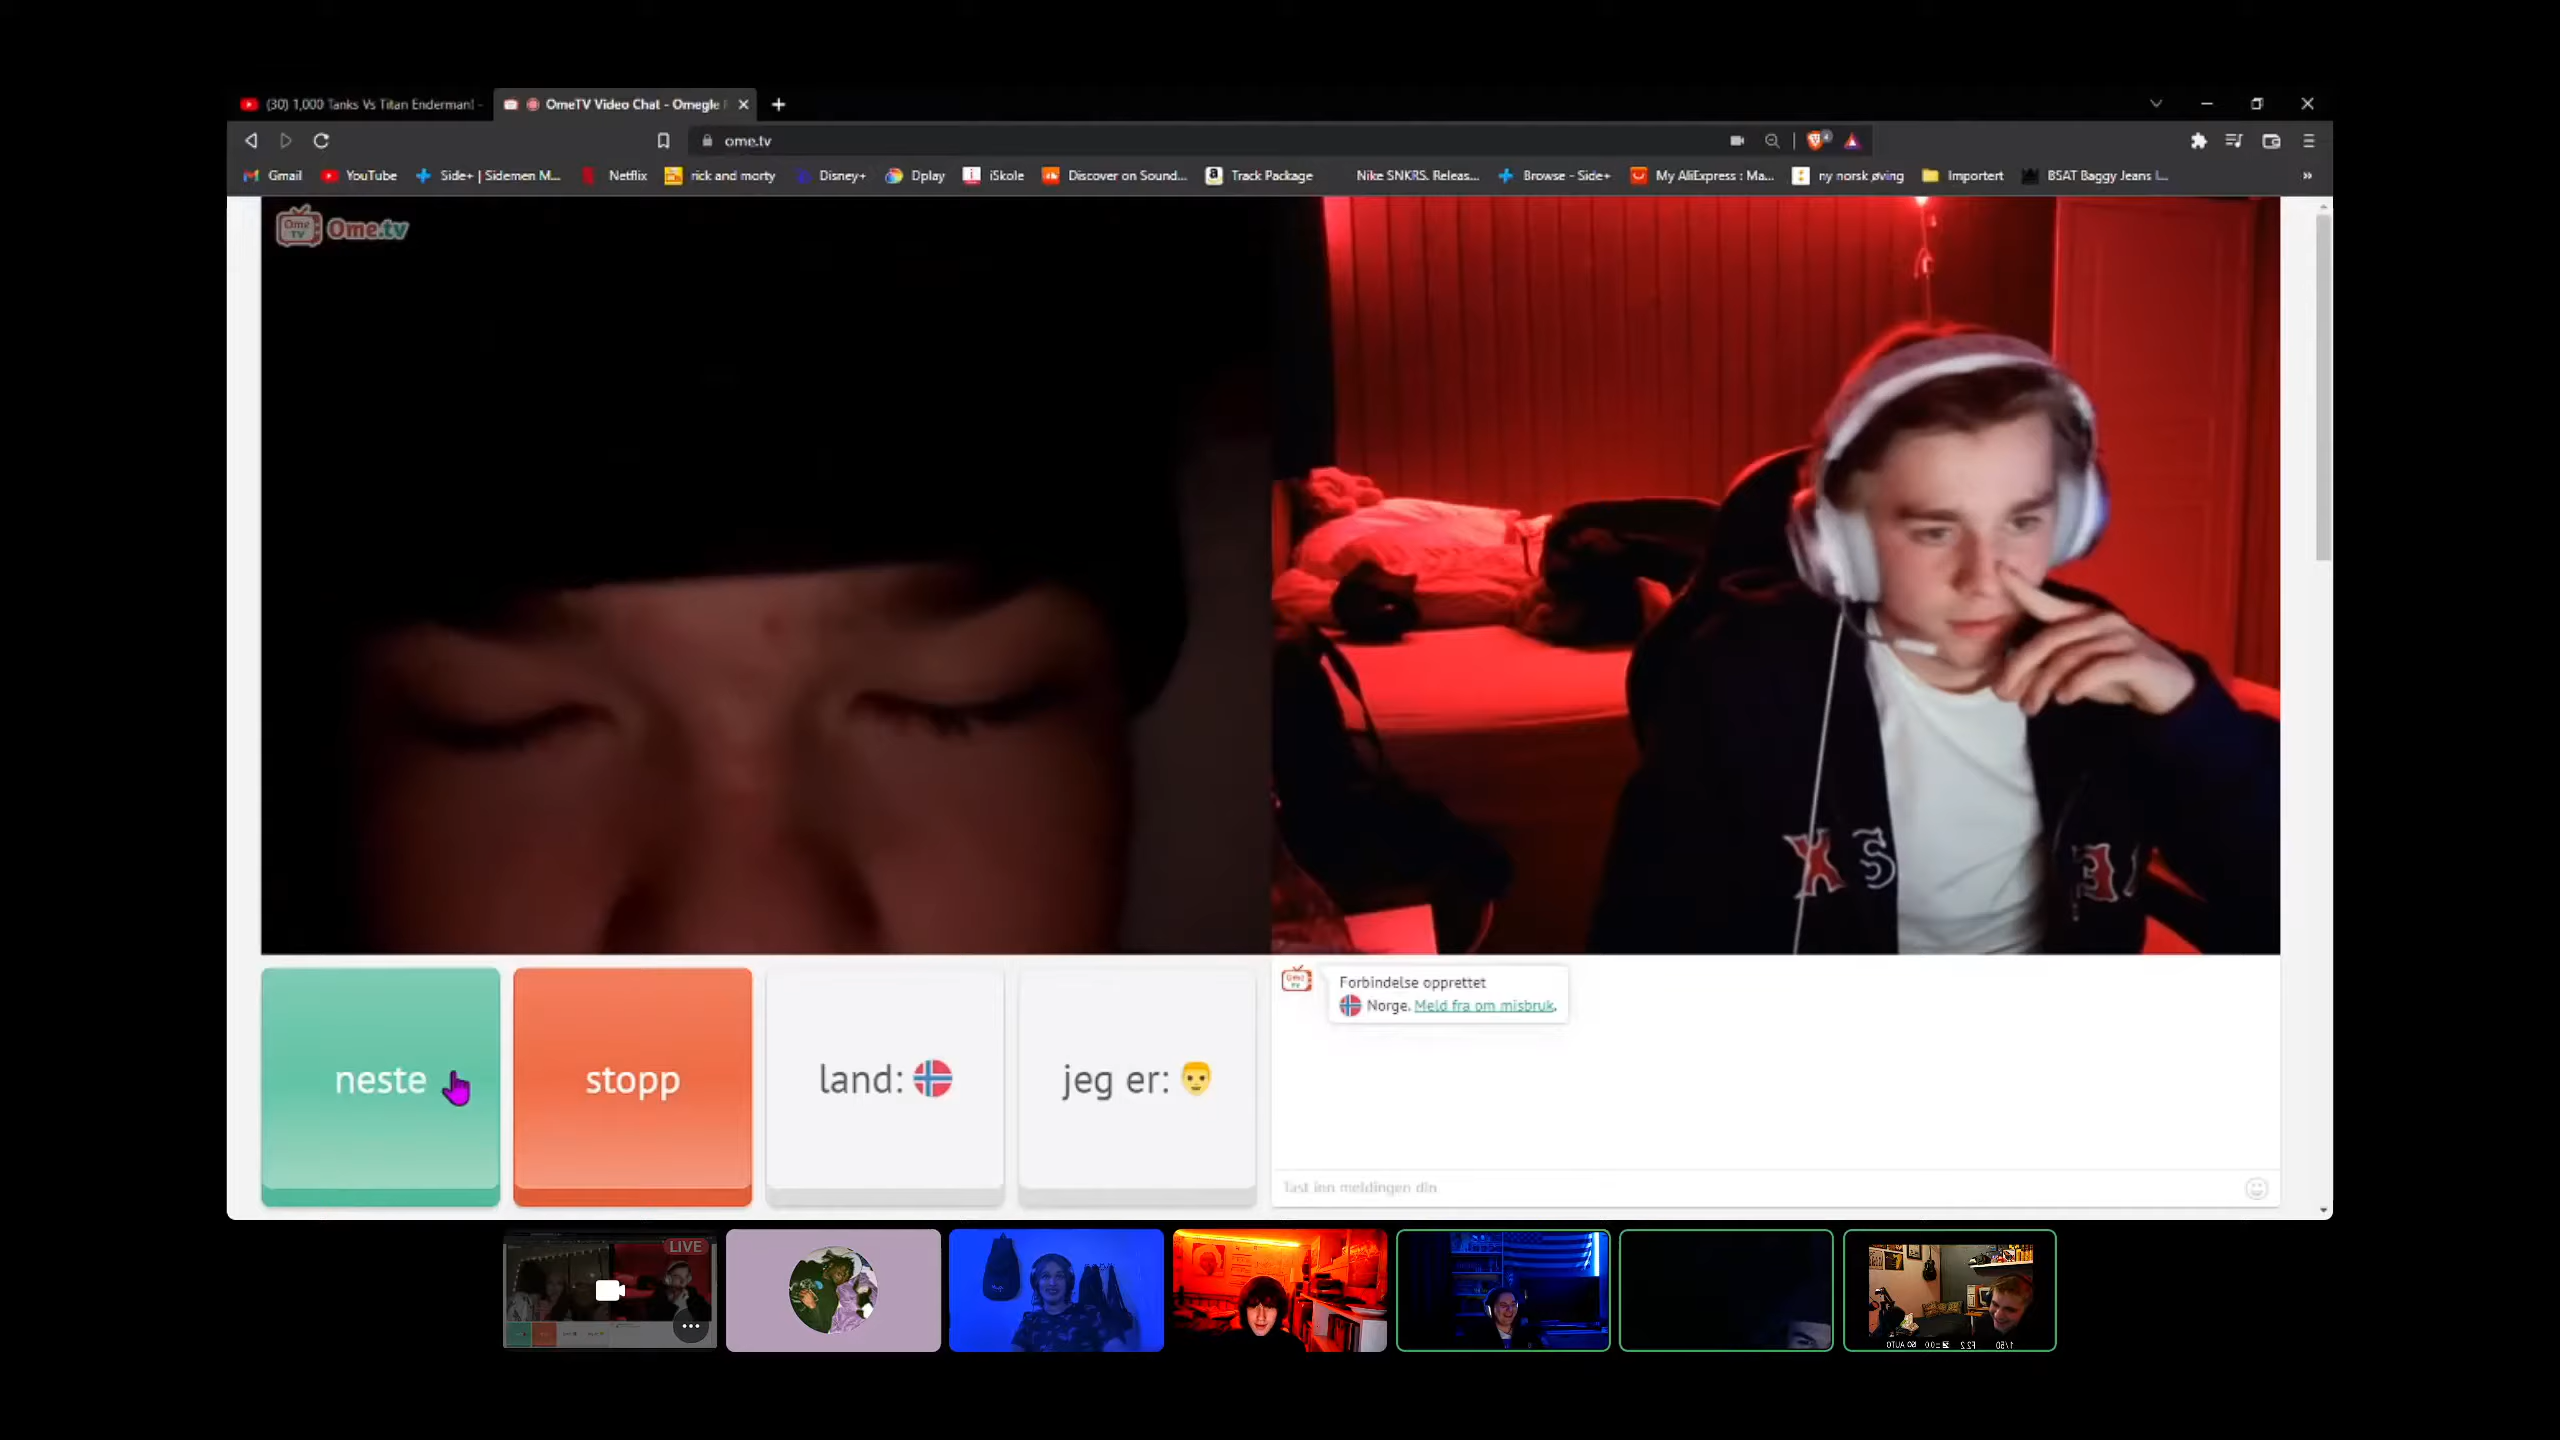 (30) 1,000 Tanks Vs Titan Enderman! -
OmeTV Video Chat - Omegle
ome.tv
Gmail
YouTube
Side+ | Sidemen M...
Netflix
rick and morty
Disney+
Dplay
iSkole
Discover on Sound...
Track Package
Nike SNKRS. Releas...
Browse - Side+
My AliExpress : Ma...
ny norsk øving
Importert
BSAT Baggy Jeans
»
Ome TV Ome.tv
X S
neste
stopp
land:
jeg er:
Forbindelse opprettet
Norge. Meld fra om misbruk.
Tast inn meldingen din
LIVE